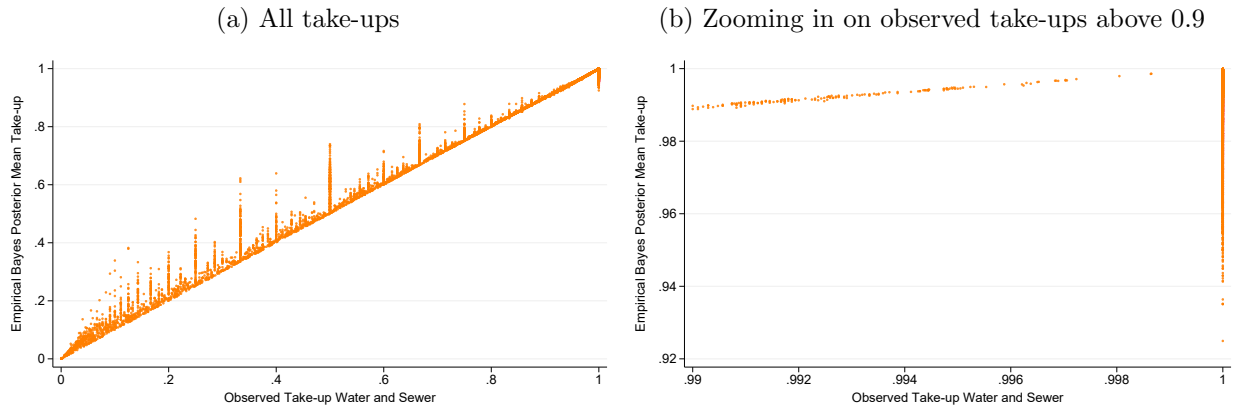 (a) All take-ups
1
.8
.6
.4
.2
0
0 .2 .4 .6 .8 1
Empirical Bayes Posterior Mean Take-up
Observed Take-up Water and Sewer
(b) Zooming in on observed take-ups above 0.9
1
.98
.96
.94
.92
.99 .992 .994 .996 .998 1
Empirical Bayes Posterior Mean Take-up
Observed Take-up Water and Sewer